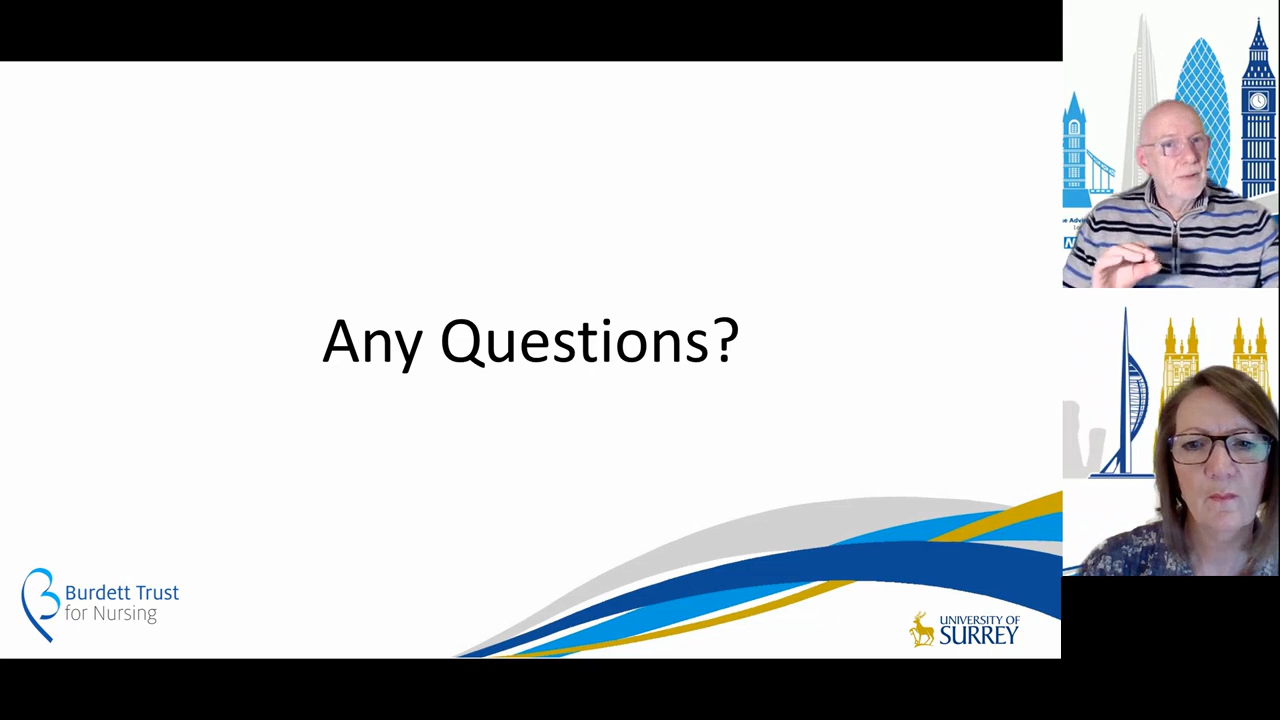 Any Questions?
Burdett Trust
for Nursing
UNIVERSITY OF
SURREY